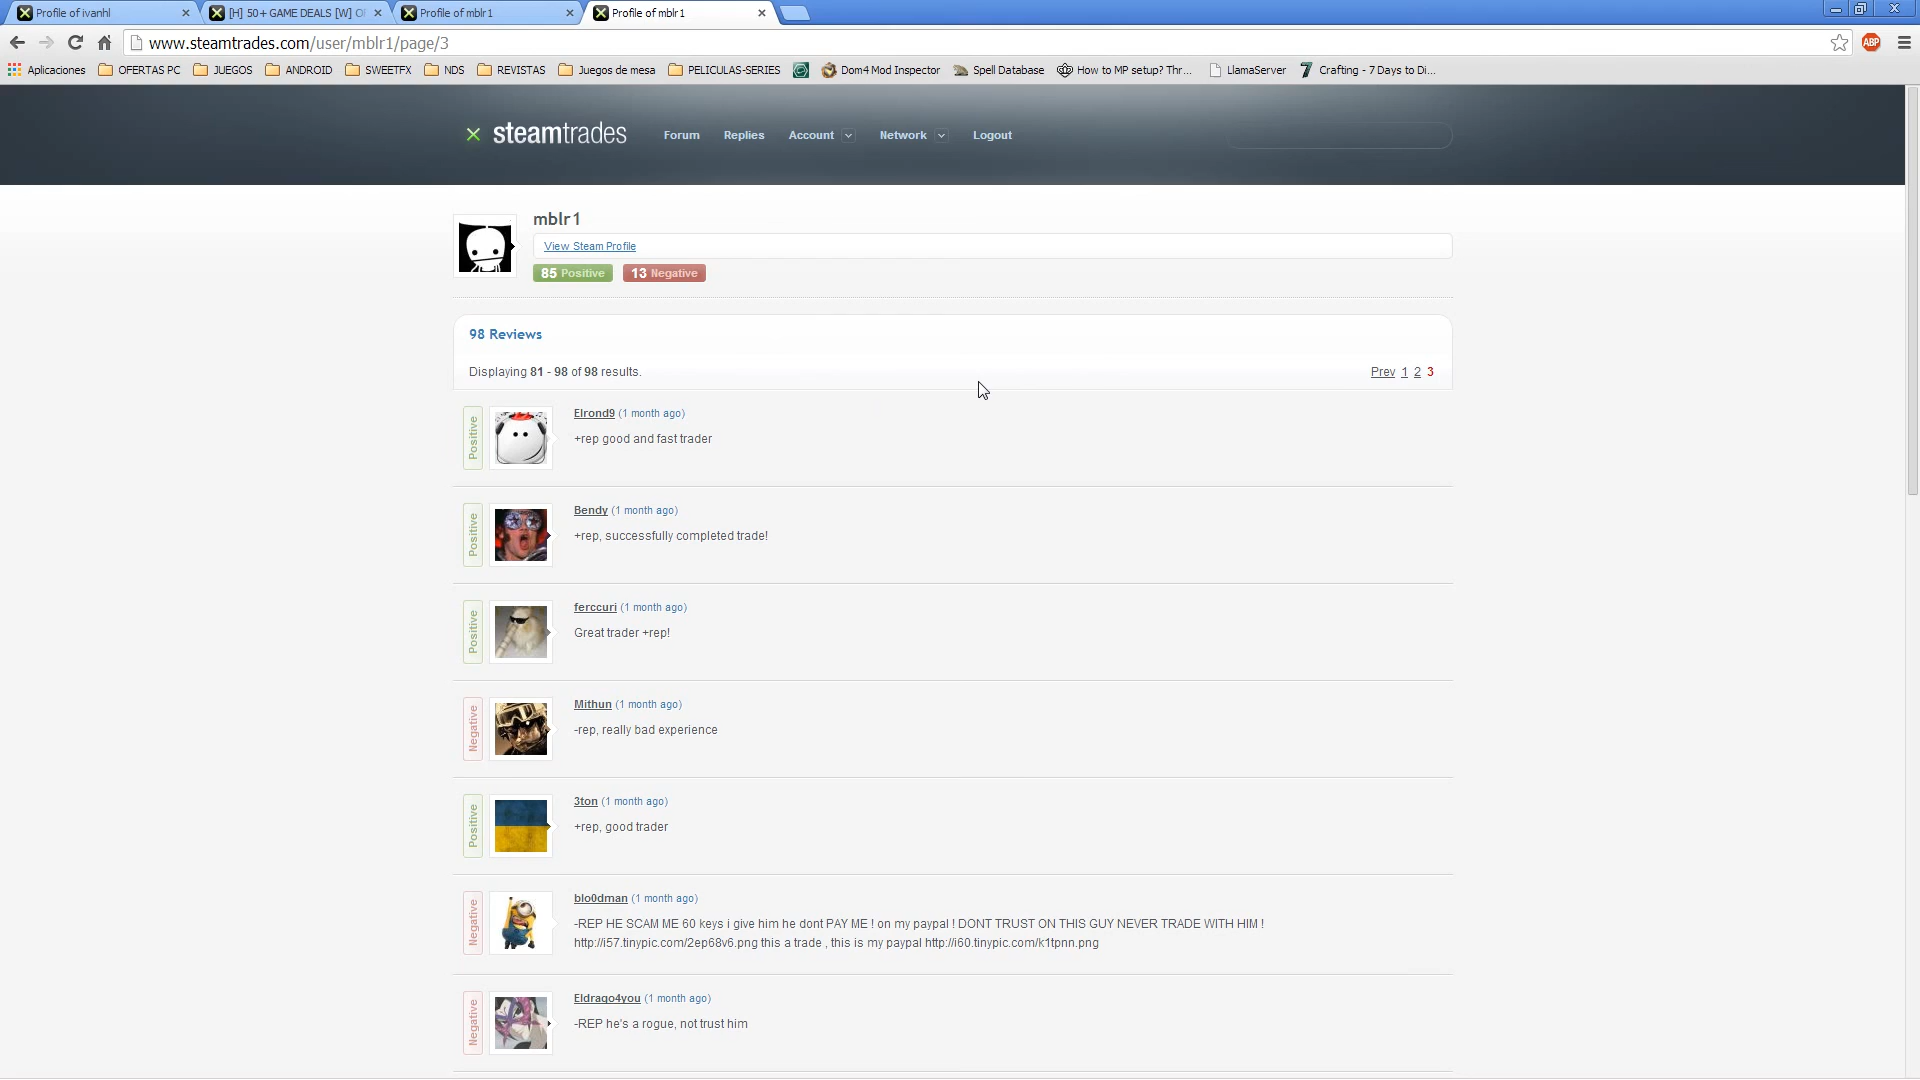 Profile of ivanhl
[H] 50+ GAME DEALS [W] O
Profile of mblr1
Profile of mblr1
www.steamtrades.com/user/mblr1/page/3
ABP
Aplicaciones
OFERTAS PC
JUEGOS
ANDROID
SWEETFX
NDS
REVISTAS
Juegos de mesa
PELICULAS-SERIES
Dom4 Mod Inspector
Spell Database
How to MP setup? Thr...
LlamaServer
Crafting - 7 Days to Di...
steamtrades
Forum
Replies
Account
Network
Logout
mblr1
View Steam Profile
85 Positive
13 Negative
98 Reviews
Displaying 81 - 98 of 98 results.
Prev 1 2 3
Positive
Elrond9 (1 month ago)
+rep good and fast trader
Positive
Bendy (1 month ago)
+rep, successfully completed trade!
Positive
ferccuri (1 month ago)
Great trader +rep!
Negative
Mithun (1 month ago)
-rep, really bad experience
Positive
3ton (1 month ago)
+rep, good trader
Negative
blo0dman (1 month ago)
-REP HE SCAM ME 60 keys i give him he dont PAY ME ! on my paypal ! DONT TRUST ON THIS GUY NEVER TRADE WITH HIM !
http://i57.tinypic.com/2ep68v6.png this a trade , this is my paypal http://i60.tinypic.com/k1tpnn.png
Negative
Eldrago4you (1 month ago)
-REP he's a rogue, not trust him